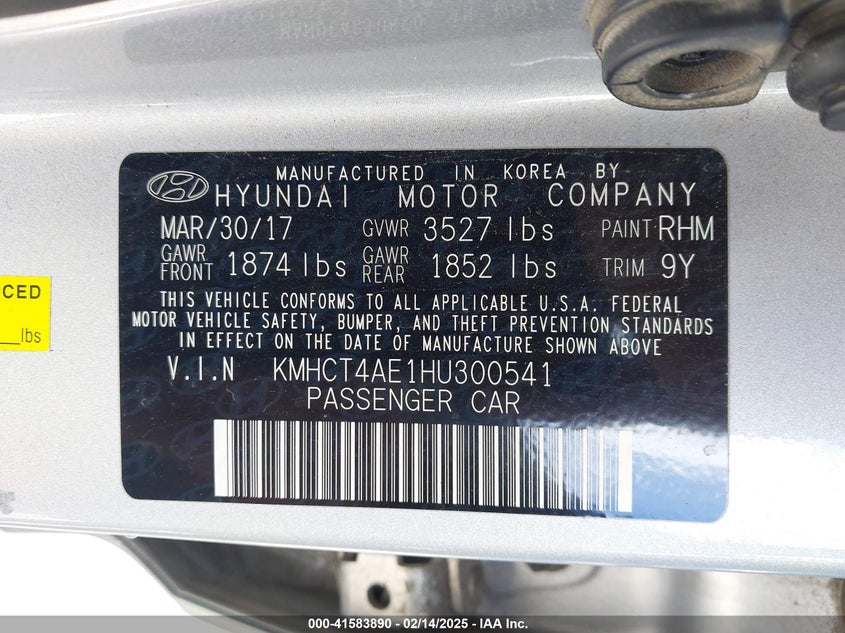 MANUFACTURED IN KOREA BY
HYUNDAI MOTOR COMPANY
MAR/30/17 GVWR 3527 lbs PAINT RHM
GAWR FRONT 1874 lbs GAWR REAR 1852 lbs TRIM 9Y
THIS VEHICLE CONFORMS TO ALL APPLICABLE U.S.A. FEDERAL
MOTOR VEHICLE SAFETY, BUMPER, AND THEFT STANDARDS
IN EFFECT ON THE DATE OF MANUFACTURE SHOWN ABOVE
V.I.N KMHCT4AE1HU300541
PASSENGER CAR
CED
lbs
000-41583890 - 02/14/2025 - IAA Inc.